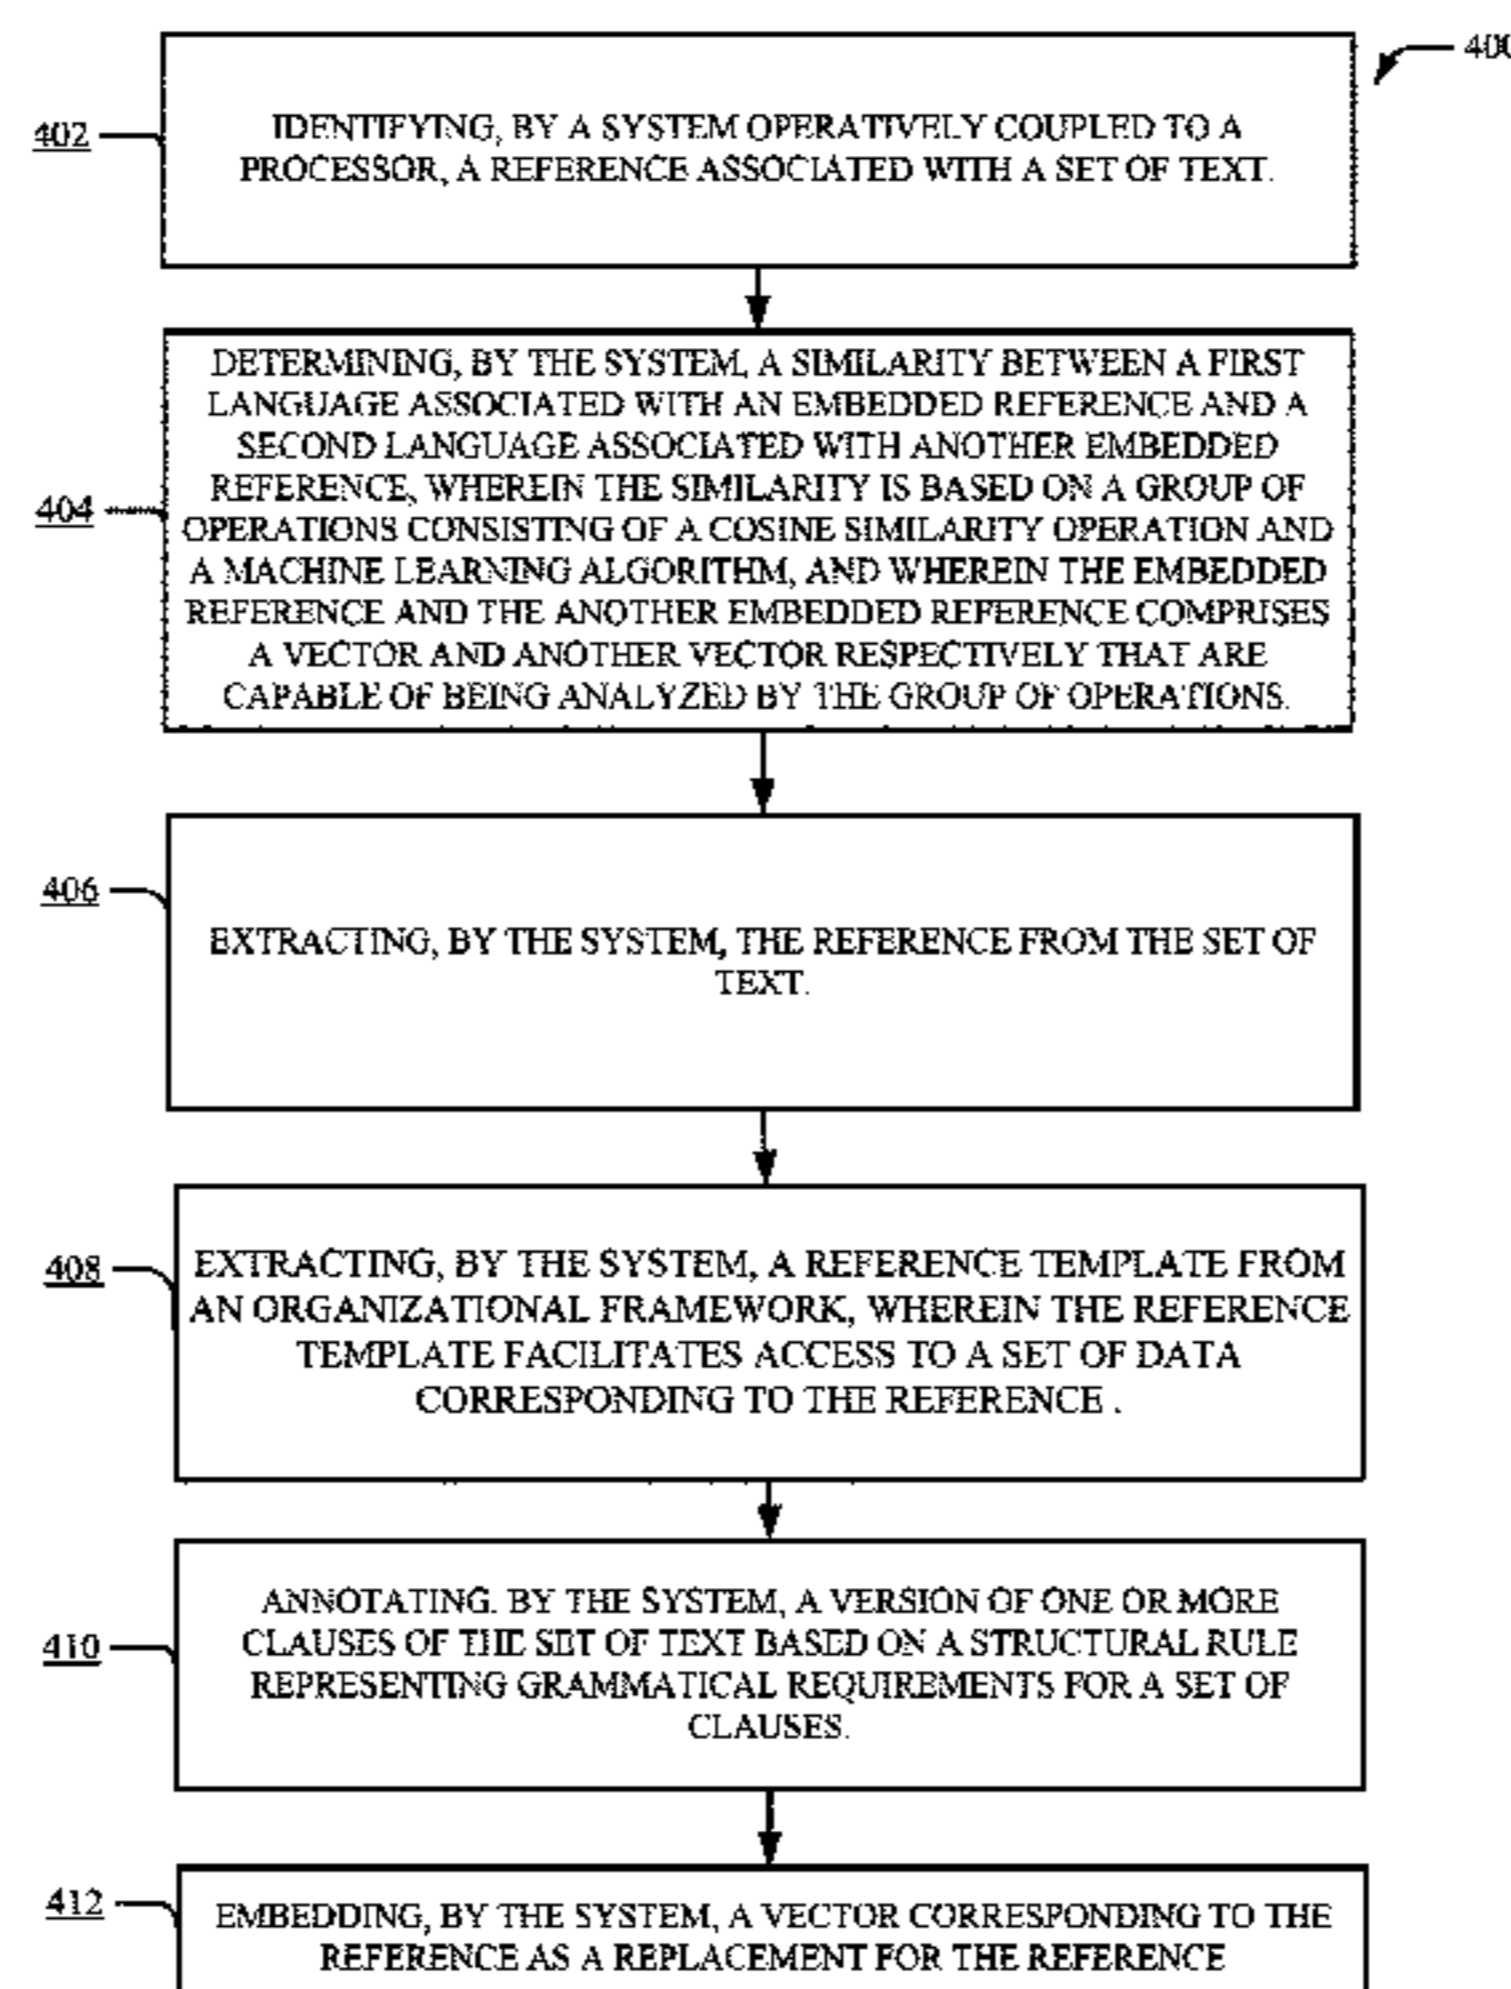 400
402
IDENTIFYING, BY A SYSTEM OPERATIVELY COUPLED TO A
PROCESSOR, A REFERENCE ASSOCIATED WITH A SET OF TEXT.
404
DETERMINING, BY THE SYSTEM, A SIMILARITY BETWEEN A FIRST
LANGUAGE ASSOCIATED WITH AN EMBEDDED REFERENCE AND A
SECOND LANGUAGE ASSOCIATED WITH ANOTHER EMBEDDED
REFERENCE, WHEREIN THE SIMILARITY IS BASED ON A GROUP OF
OPERATIONS CONSISTING OF A COSINE SIMILARITY OPERATION AND
A MACHINE LEARNING ALGORITHM, AND WHEREIN THE EMBEDDED
REFERENCE AND THE ANOTHER EMBEDDED REFERENCE COMPRISES
A VECTOR AND ANOTHER VECTOR RESPECTIVELY THAT ARE
CAPABLE OF BEING ANALYZED BY THE GROUP OF OPERATIONS.
406
EXTRACTING, BY THE SYSTEM, THE REFERENCE FROM THE SET OF
TEXT.
408
EXTRACTING, BY THE SYSTEM, A REFERENCE TEMPLATE FROM
AN ORGANIZATIONAL FRAMEWORK, WHEREIN THE REFERENCE
TEMPLATE FACILITATES ACCESS TO A SET OF DATA
CORRESPONDING TO THE REFERENCE .
410
ANNOTATING. BY THE SYSTEM, A VERSION OF ONE OR MORE
CLAUSES OF THE SET OF TEXT BASED ON A STRUCTURAL RULE
REPRESENTING GRAMMATICAL REQUIREMENTS FOR A SET OF
CLAUSES.
412
EMBEDDING, BY THE SYSTEM, A VECTOR CORRESPONDING TO THE
REFERENCE AS A REPLACEMENT FOR THE REFERENCE